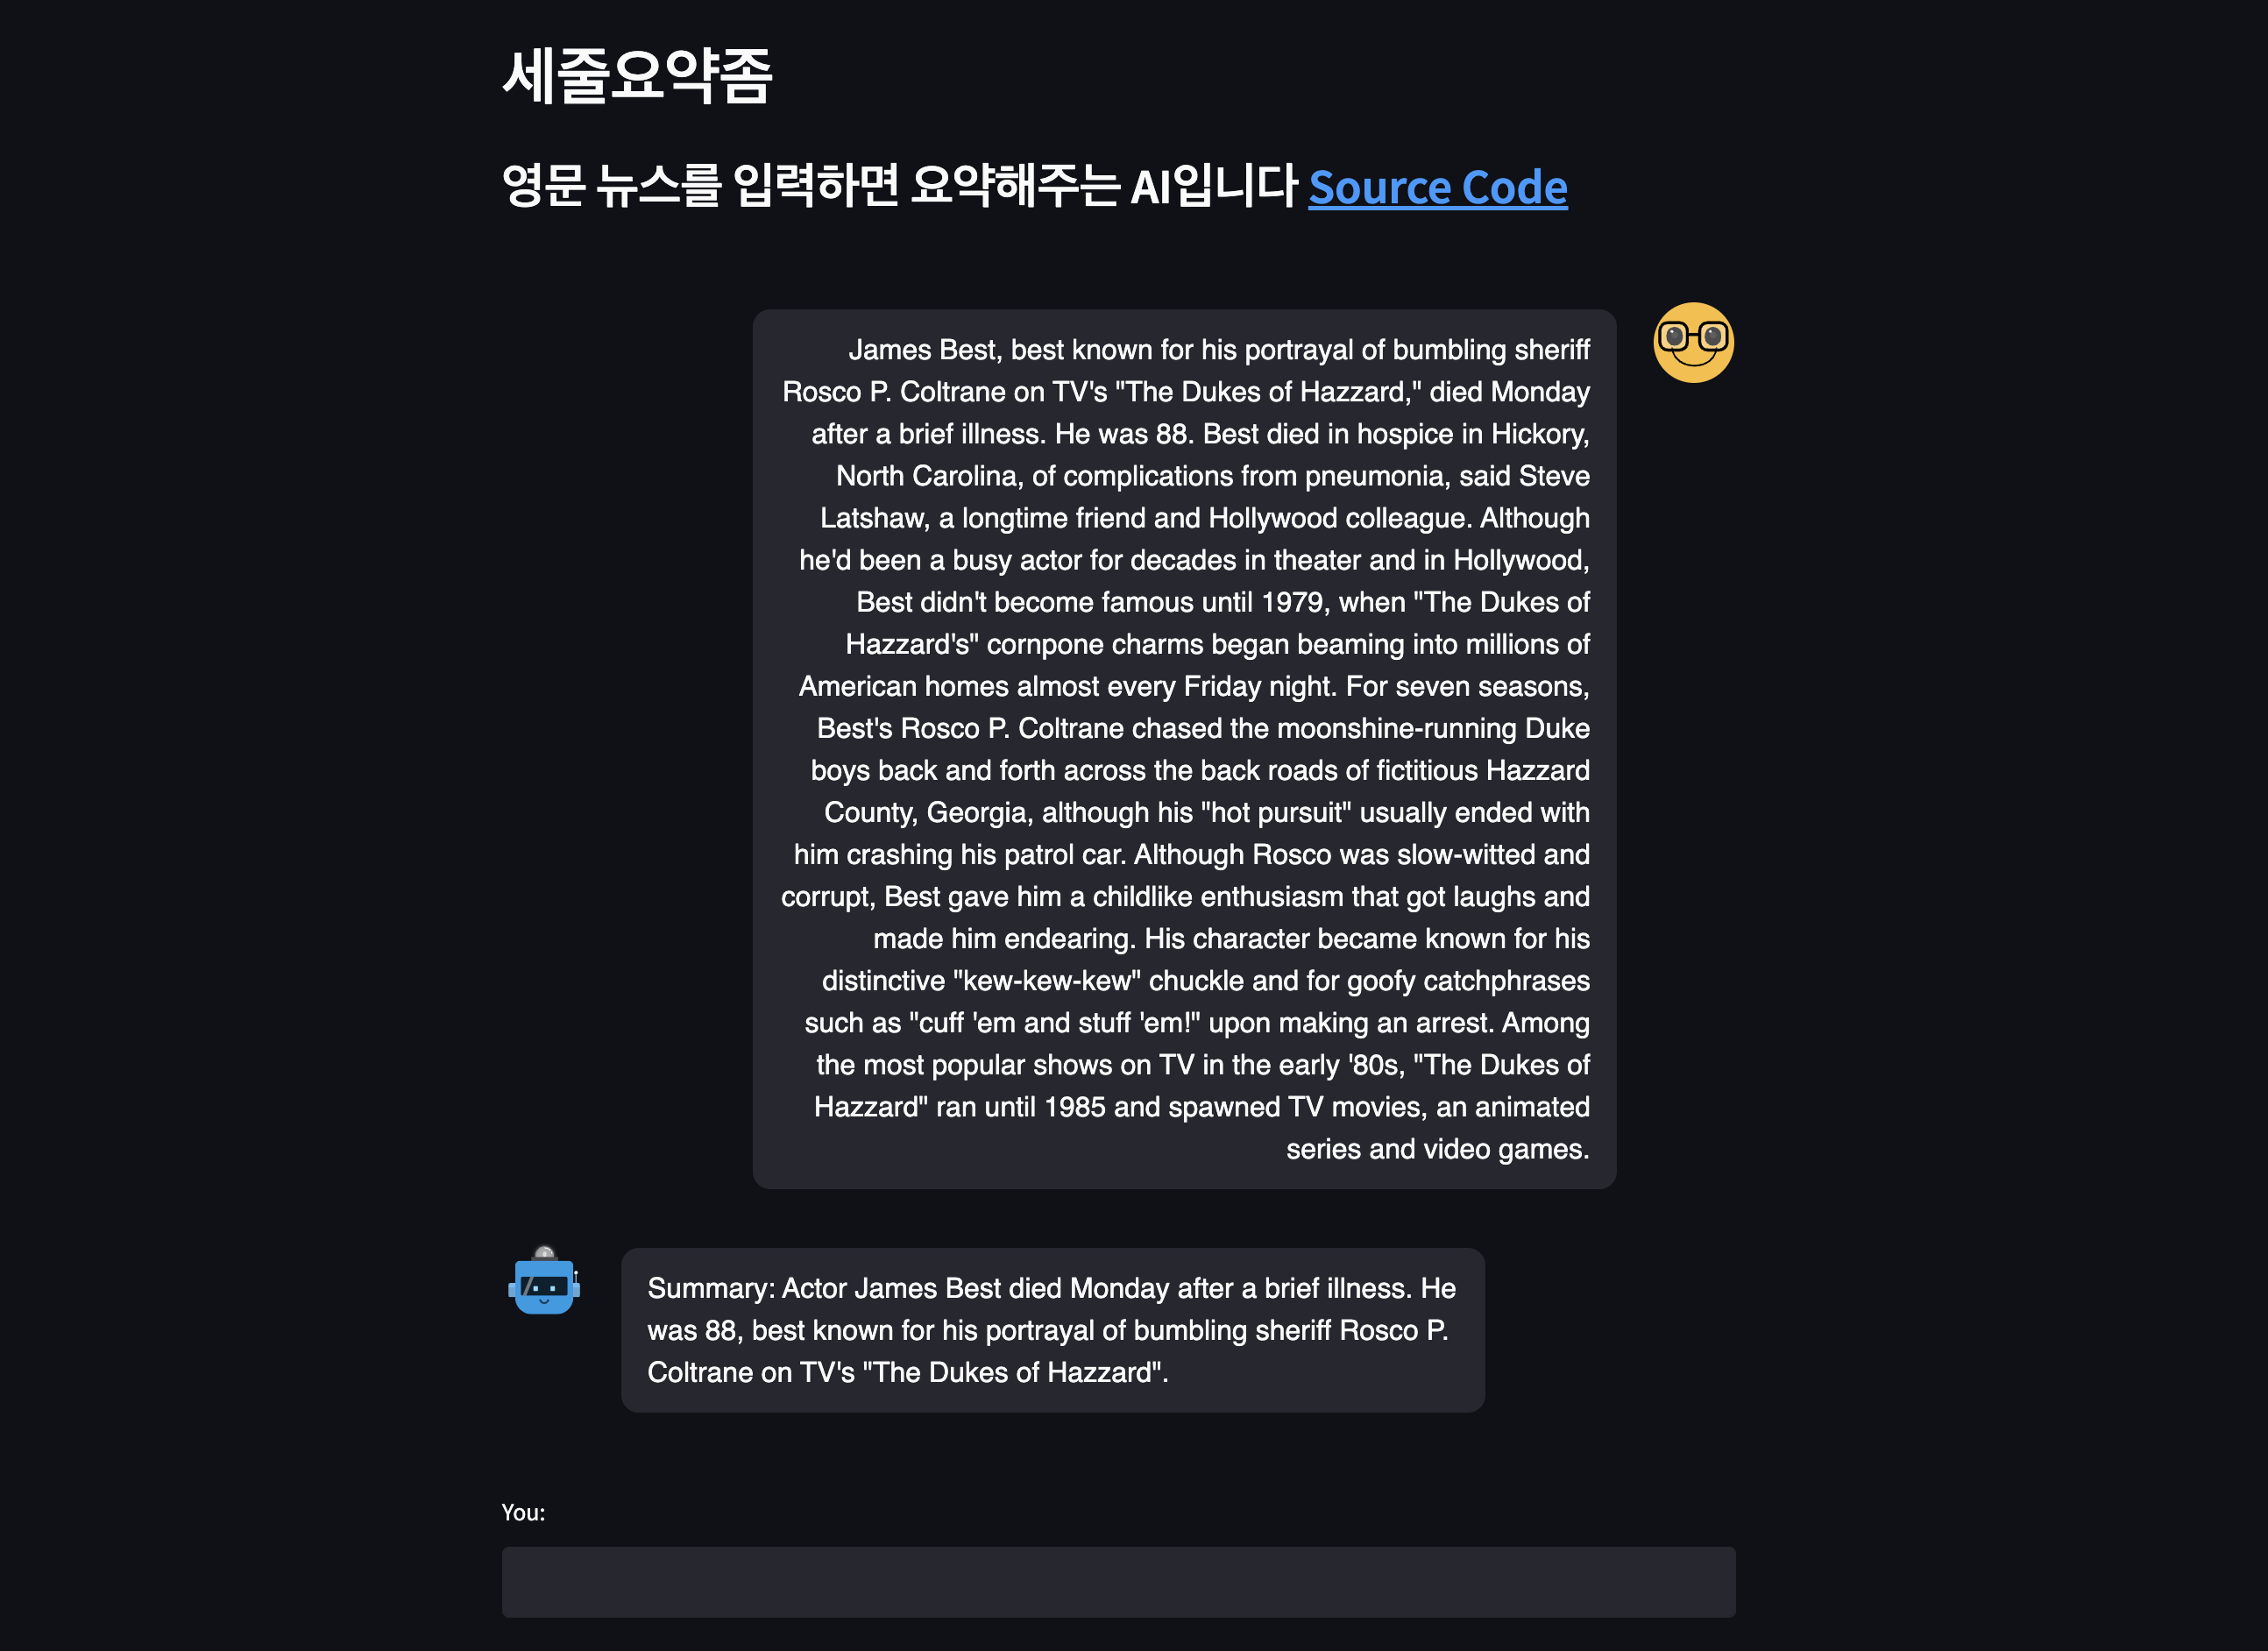 세줄요약좀
영문 뉴스를 입력하면 요약해주는 AI입니다 Source Code
James Best, best known for his portrayal of bumbling sheriff
Rosco P. Coltrane on TV's "The Dukes of Hazzard," died Monday
after a brief illness. He was 88. Best died in hospice in Hickory,
North Carolina, of complications from pneumonia, said Steve
Latshaw, a longtime friend and Hollywood colleague. Although
he'd been a busy actor for decades in theater and in Hollywood,
Best didn't become famous until 1979, when "The Dukes of
Hazzard's" cornpone charms began beaming into millions of
American homes almost every Friday night. For seven seasons,
Best's Rosco P. Coltrane chased the moonshine-running Duke
boys back and forth across the back roads of fictitious Hazzard
County, Georgia, although his "hot pursuit" usually ended with
him crashing his patrol car. Although Rosco was slow-witted and
corrupt, Best gave him a childlike enthusiasm that got laughs and
made him endearing. His character became known for his
distinctive "kew-kew-kew" chuckle and for goofy catchphrases
such as "cuff 'em and stuff 'em!" upon making an arrest. Among
the most popular shows on TV in the early '80s, "The Dukes of
Hazzard" ran until 1985 and spawned TV movies, an animated
series and video games.
Summary: Actor James Best died Monday after a brief illness. He
was 88, best known for his portrayal of bumbling sheriff Rosco P.
Coltrane on TV's "The Dukes of Hazzard".
You: